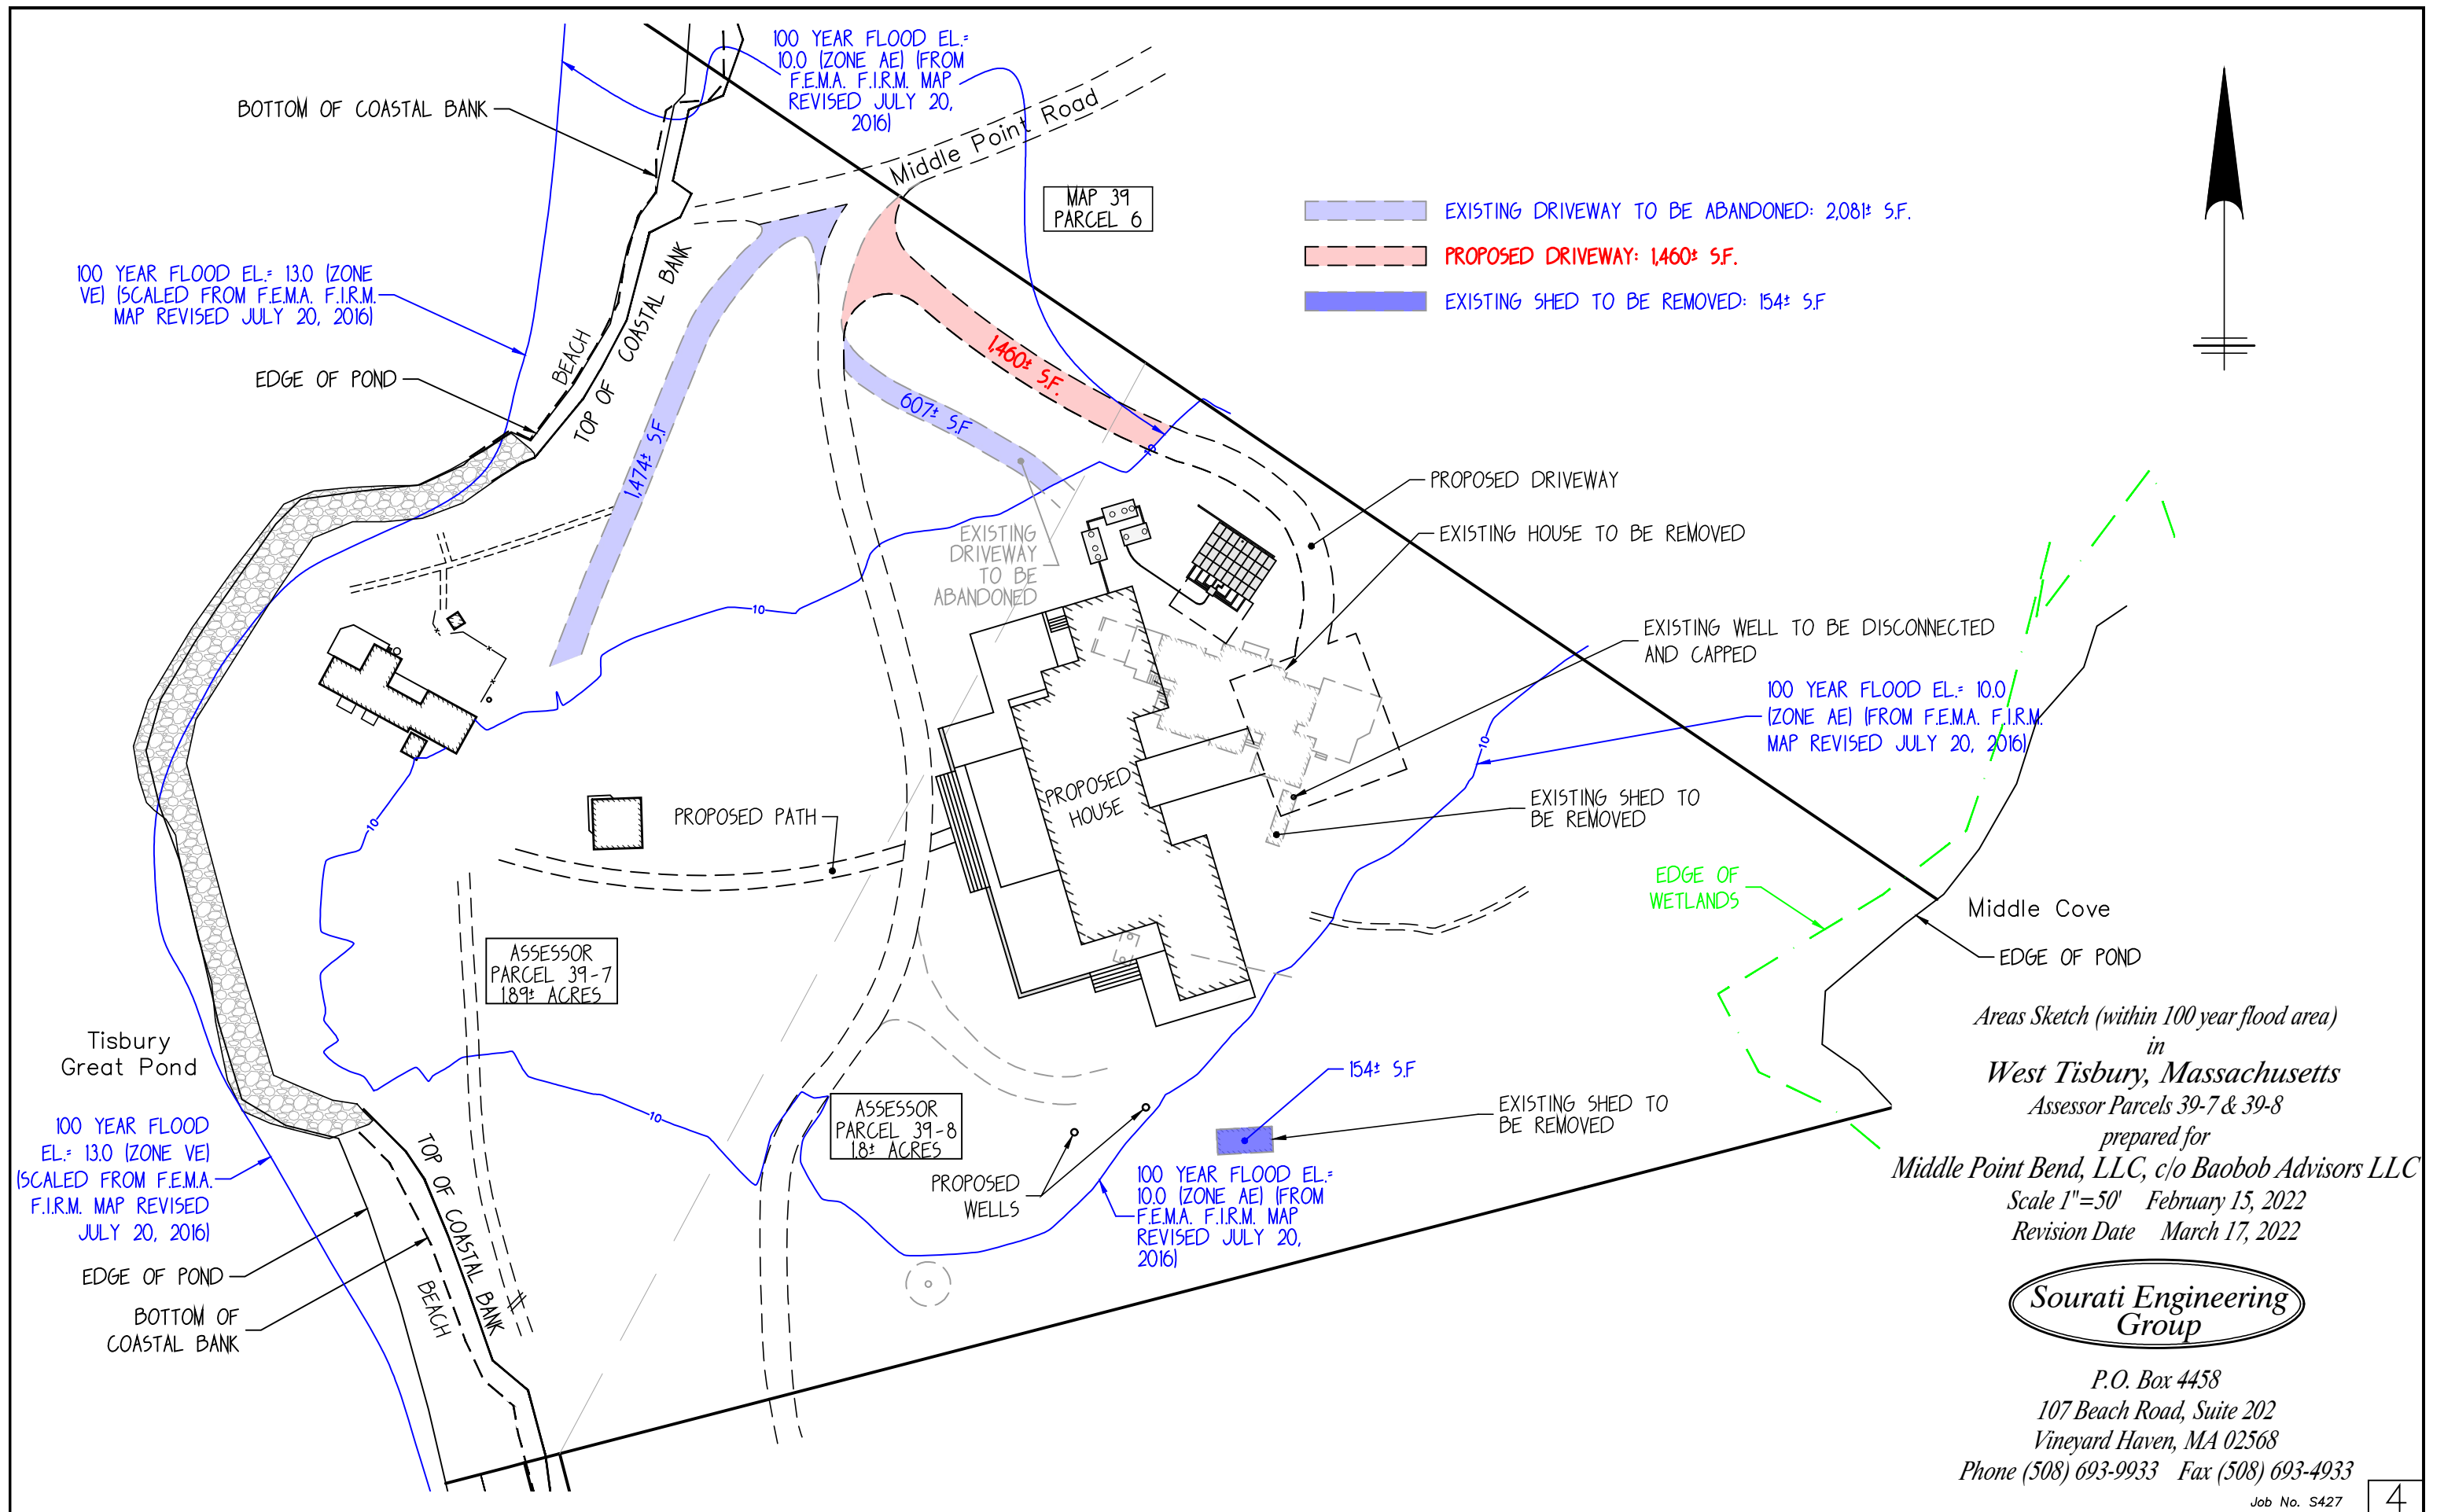 100 YEAR FLOOD EL.=
10.0 (ZONE AE) (FROM
F.E.M.A. F.I.R.M. MAP
REVISED JULY 20,
2016)
BOTTOM OF COASTAL BANK
Middle Point Road
MAP 39
PARCEL 6
EXISTING DRIVEWAY TO BE ABANDONED: 2,081± S.F.
PROPOSED DRIVEWAY: 1,460± S.F.
EXISTING SHED TO BE REMOVED: 154± S.F
100 YEAR FLOOD EL.= 13.0 (ZONE
VE) (SCALED FROM F.E.M.A. F.I.R.M.
MAP REVISED JULY 20, 2016)
EDGE OF POND
BEACH
TOP OF COASTAL BANK
1,474± S.F
607± S.F
1,460± S.F.
10
EXISTING
DRIVEWAY
TO BE
ABANDONED
PROPOSED DRIVEWAY
EXISTING HOUSE TO BE REMOVED
10
EXISTING WELL TO BE DISCONNECTED
AND CAPPED
100 YEAR FLOOD EL.= 10.0
(ZONE AE) (FROM F.E.M.A. F.I.R.M.
MAP REVISED JULY 20, 2016)
10
PROPOSED
HOUSE
EXISTING SHED TO
BE REMOVED
PROPOSED PATH
10
EDGE OF
WETLANDS
Middle Cove
EDGE OF POND
ASSESSOR
PARCEL 39-7
1.89± ACRES
Tisbury
Great Pond
10
ASSESSOR
PARCEL 39-8
1.8± ACRES
154± S.F
EXISTING SHED TO
BE REMOVED
PROPOSED
WELLS
100 YEAR FLOOD EL.=
10.0 (ZONE AE) (FROM
F.E.M.A. F.I.R.M. MAP
REVISED JULY 20,
2016)
100 YEAR FLOOD
EL.= 13.0 (ZONE VE)
(SCALED FROM F.E.M.A.
F.I.R.M. MAP REVISED
JULY 20, 2016)
EDGE OF POND
BOTTOM OF
COASTAL BANK
TOP OF COASTAL BANK
BEACH
Areas Sketch (within 100 year flood area)
in
West Tisbury, Massachusetts
Assessor Parcels 39-7 & 39-8
prepared for
Middle Point Bend, LLC, c/o Baobob Advisors LLC
Scale 1"=50' February 15, 2022
Revision Date March 17, 2022
Sourati Engineering
Group
P.O. Box 4458
107 Beach Road, Suite 202
Vineyard Haven, MA 02568
Phone (508) 693-9933 Fax (508) 693-4933
Job No. S427
4